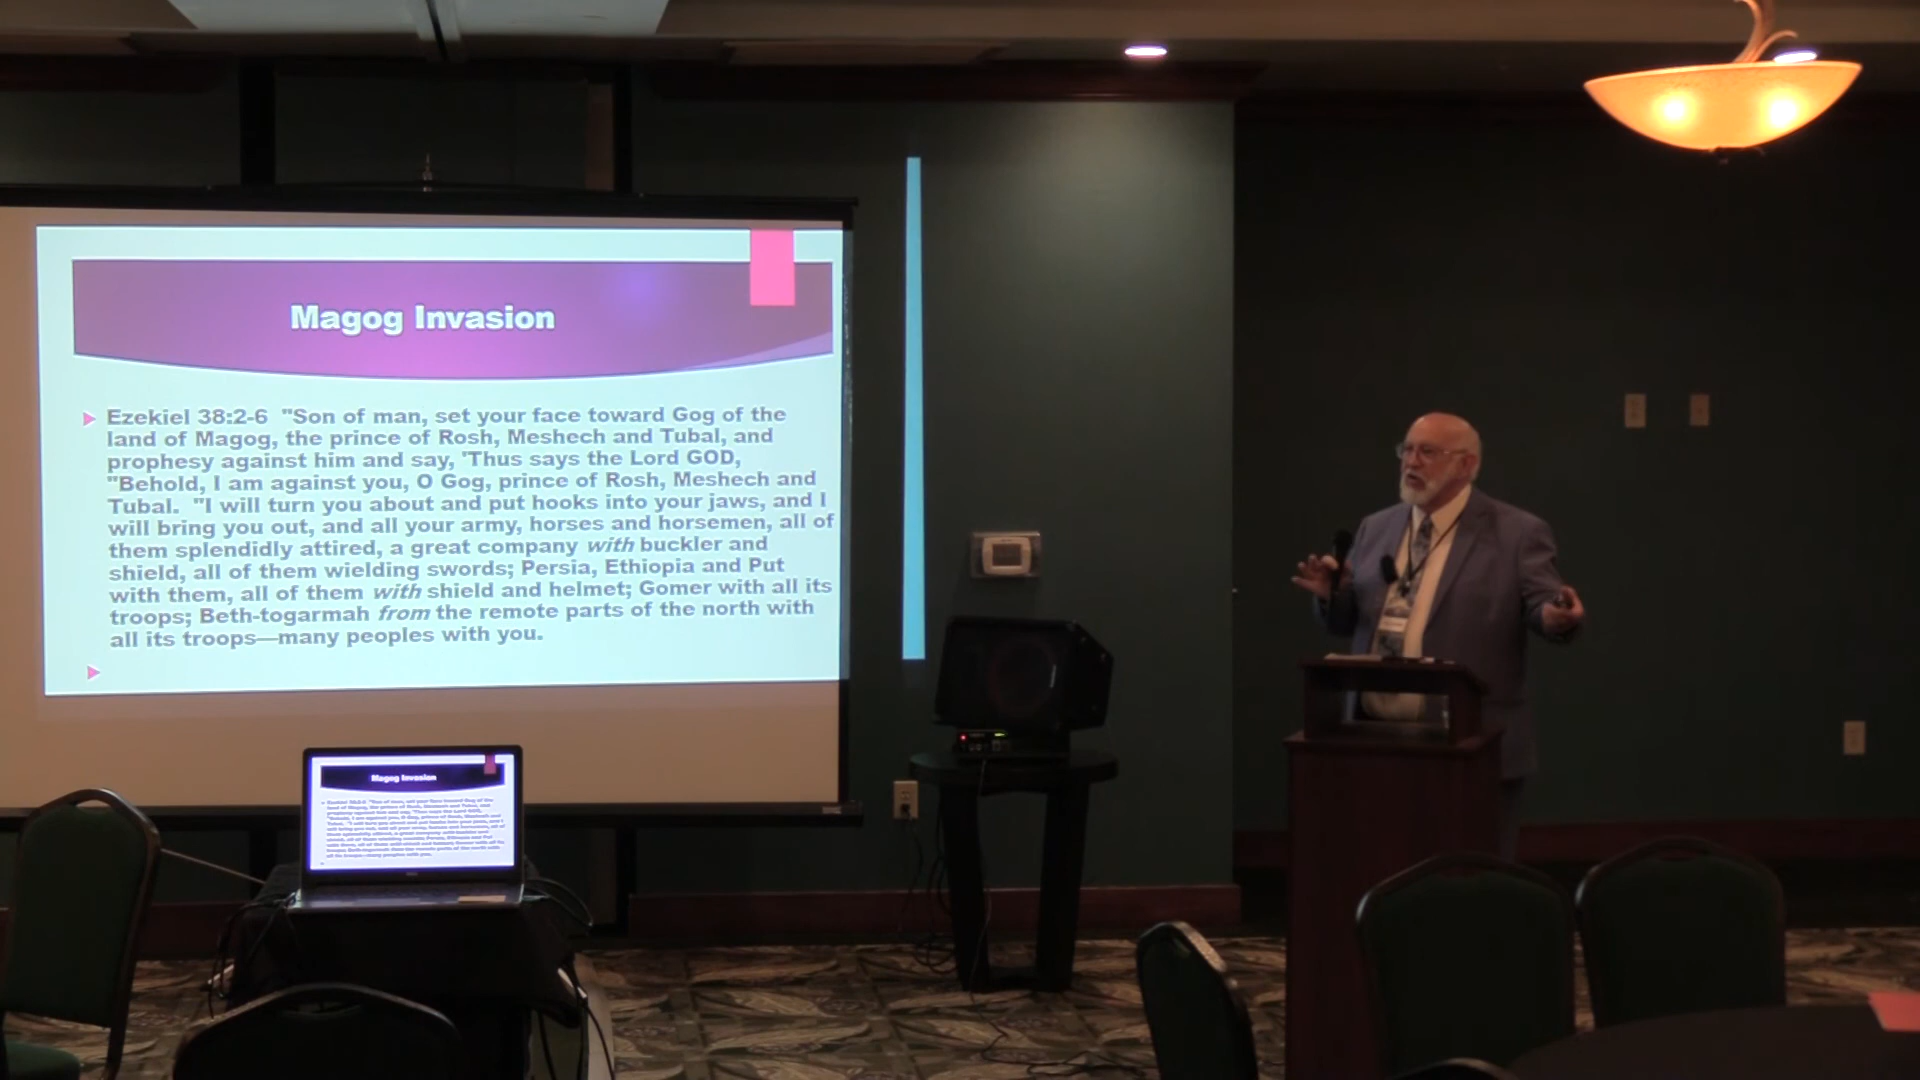 Magog Invasion
Ezekiel 38:2-6 "Son of man, set your face toward Gog of the
land of Magog, the prince of Rosh, Meshech and Tubal, and
prophesy against him and say, 'Thus says the Lord GOD,
"Behold, I am against you, O Gog, prince of Rosh, Meshech and
Tubal. "I will turn you about and put hooks into your jaws, and I
will bring you out, and all your army, horses and horsemen, all of
them splendidly attired, a great company with buckler and
shield, all of them wielding swords; Persia, Ethiopia and Put
with them, all of them with shield and helmet; Gomer with all its
troops; Beth-togarmah from the remote parts of the north with
all its troops—many peoples with you.
Magog Invasion